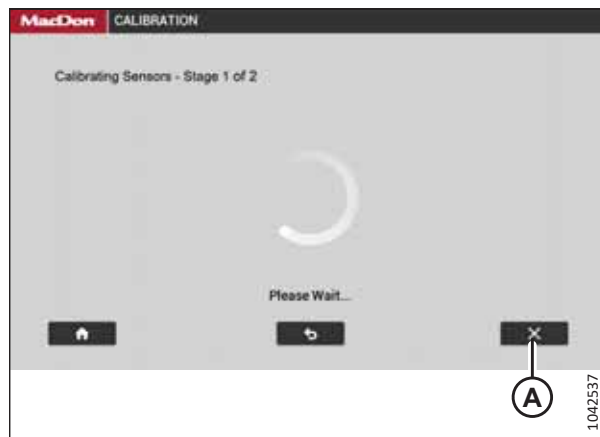 MacDon CALIBRATION
Calibrating Sensors - Stage 1 of 2
Please Wait...
A
1042537